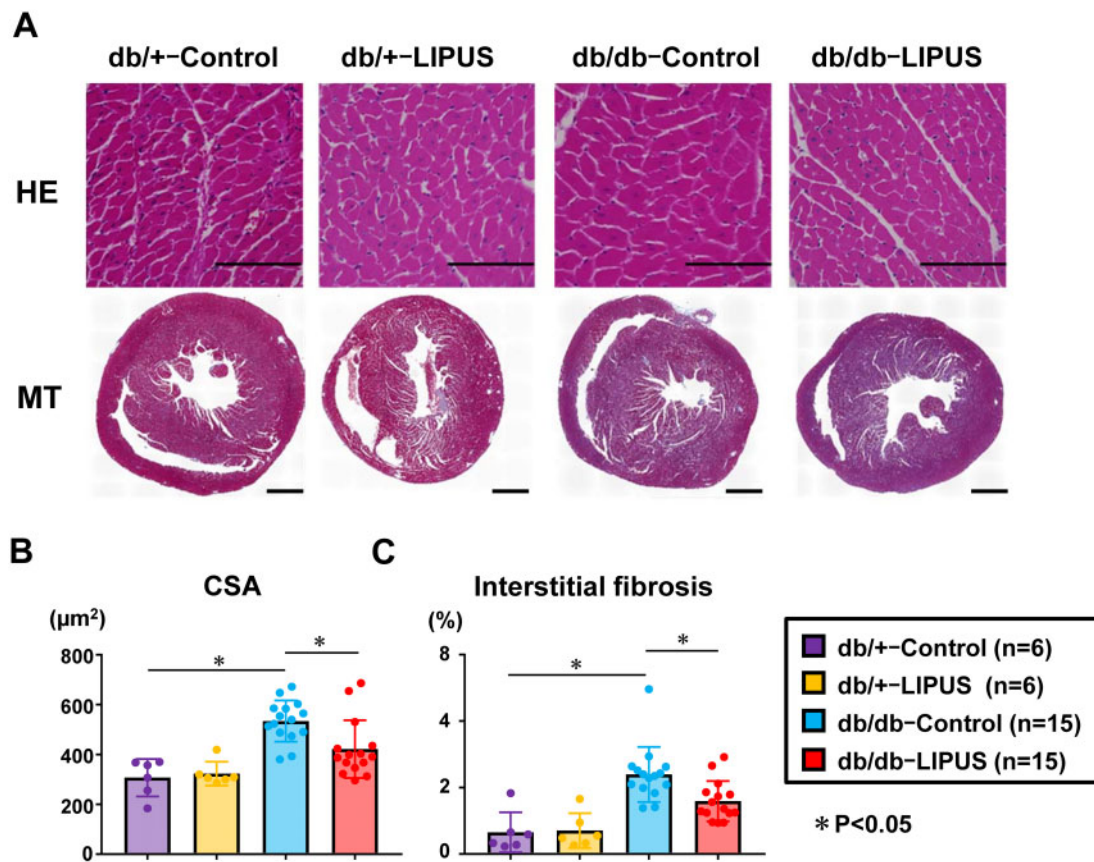 A
db/+−Control
db/+−LIPUS
db/db−Control
db/db−LIPUS
HE
MT
B
CSA
(μm²)
800
600
400
200
0
*
*
C
Interstitial fibrosis
(%)
8
4
2
0
*
*
db/+−Control (n=6)
db/+−LIPUS (n=6)
db/db−Control (n=15)
db/db−LIPUS (n=15)
* P<0.05